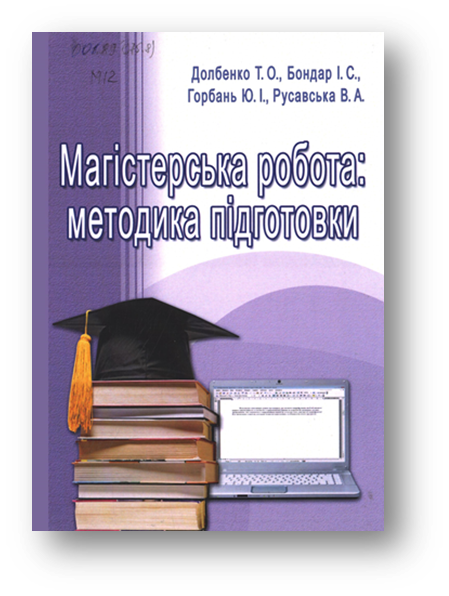 Долбенко Т. О., Бондар І. С.,
Горбань Ю. І., Русавська В. А.
Магістерська робота:
методика підготовки